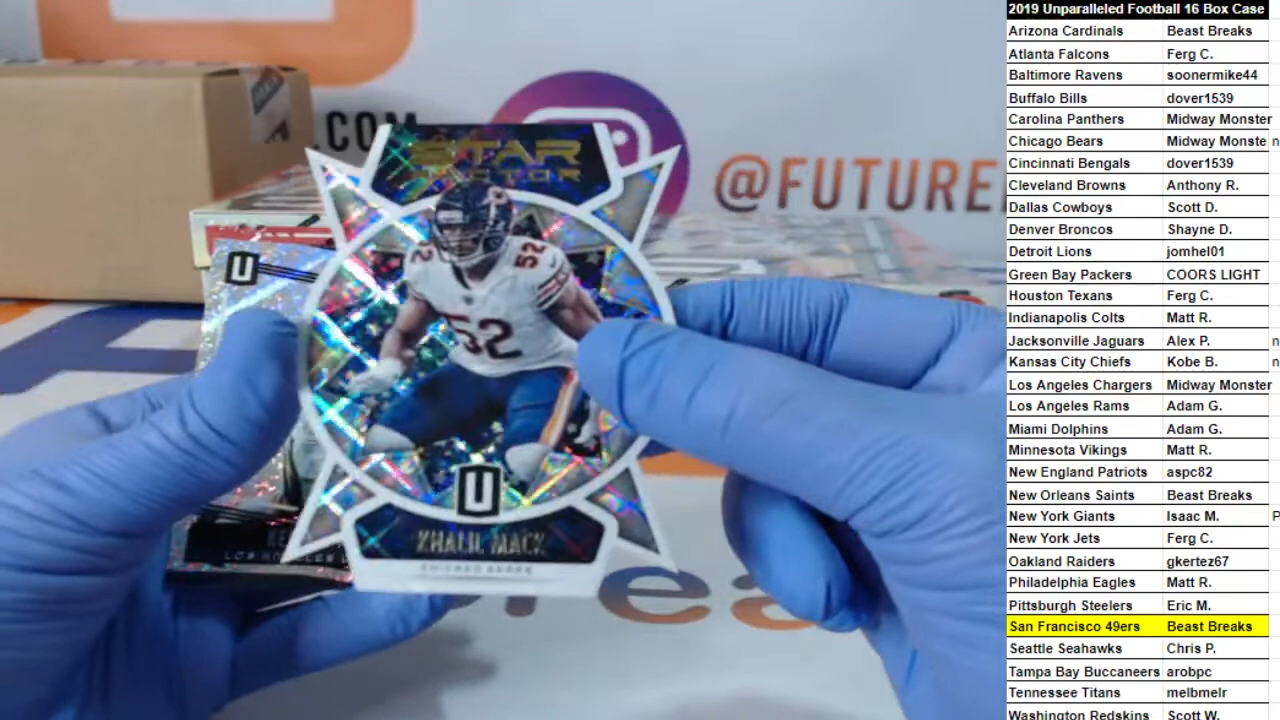 .COM
@FUTURE
STAR
FACTOR
52
52
52
U
U
KHALIL MACK
CHICAGO BEARS
KE
LOS ANGELES
2019 Unparalleled Football 16 Box Case
Arizona Cardinals Beast Breaks
Atlanta Falcons Ferg C.
Baltimore Ravens soonermike44
Buffalo Bills dover1539
Carolina Panthers Midway Monster
Chicago Bears Midway Monste n
Cincinnati Bengals dover1539
Cleveland Browns Anthony R.
Dallas Cowboys Scott D.
Denver Broncos Shayne D.
Detroit Lions jomhel01
Green Bay Packers COORS LIGHT
Houston Texans Ferg C.
Indianapolis Colts Matt R.
Jacksonville Jaguars Alex P. n
Kansas City Chiefs Kobe B. n
Los Angeles Chargers Midway Monster
Los Angeles Rams Adam G.
Miami Dolphins Adam G.
Minnesota Vikings Matt R.
New England Patriots aspc82
New Orleans Saints Beast Breaks
New York Giants Isaac M. P
New York Jets Ferg C.
Oakland Raiders gkertez67
Philadelphia Eagles Matt R.
Pittsburgh Steelers Eric M.
San Francisco 49ers Beast Breaks
Seattle Seahawks Chris P.
Tampa Bay Buccaneers arobpc
Tennessee Titans melbmelr
Washington Redskins Scott W.